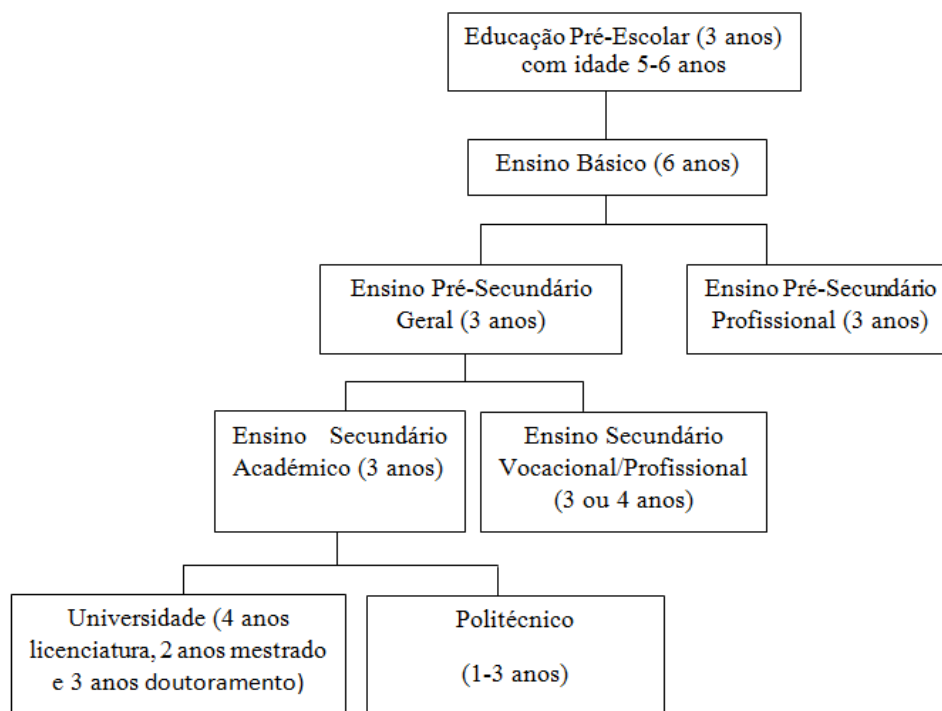 Educação Pré-Escolar (3 anos)
com idade 5-6 anos
Ensino Básico (6 anos)
Ensino Pré-Secundário
Geral (3 anos)
Ensino Pré-Secundário
Profissional (3 anos)
Ensino Secundário
Académico (3 anos)
Ensino Secundário
Vocacional/Profissional
(3 ou 4 anos)
Universidade (4 anos
licenciatura, 2 anos mestrado
e 3 anos doutoramento)
Politécnico
(1-3 anos)